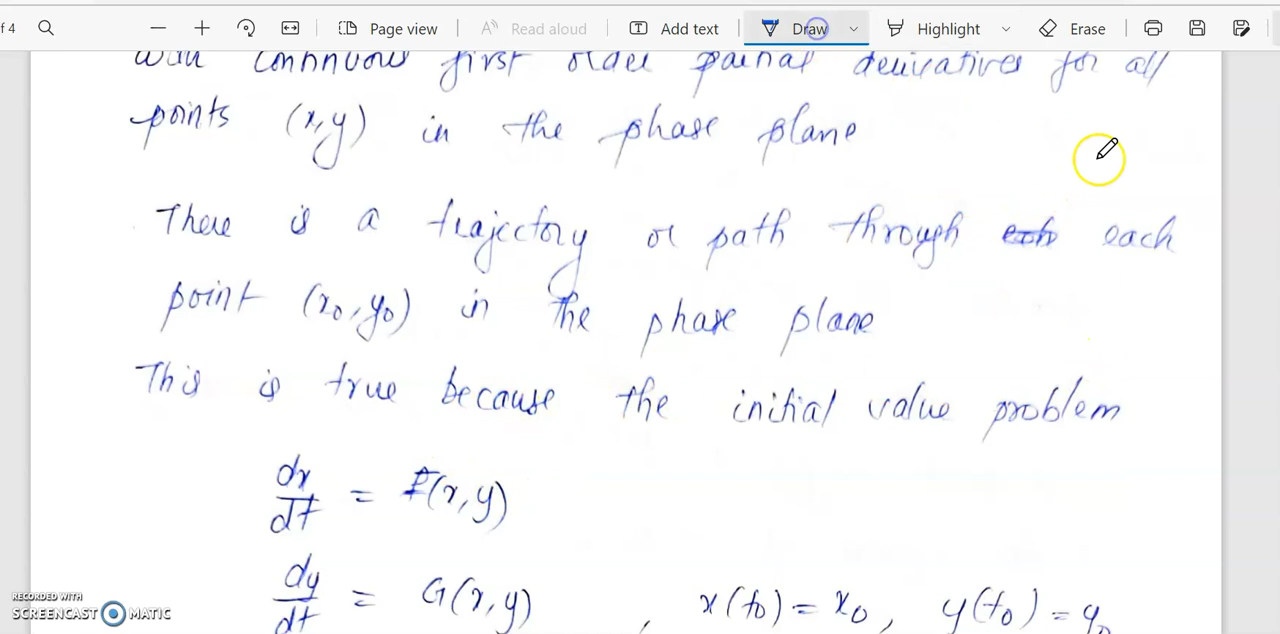 f 4 Page view Read aloud Add text Draw Highlight Erase
with continuous first order partial derivatives for all
points (x,y) in the phase plane
There is a trajectory or path through each
point (x₀,y₀) in the phase plane
This is true because the initial value problem
dx/dt = F(x,y)
dy/dt = G(x,y) , x(t₀) = x₀, y(t₀) = y₀
RECORDED WITH
SCREENCAST MATIC